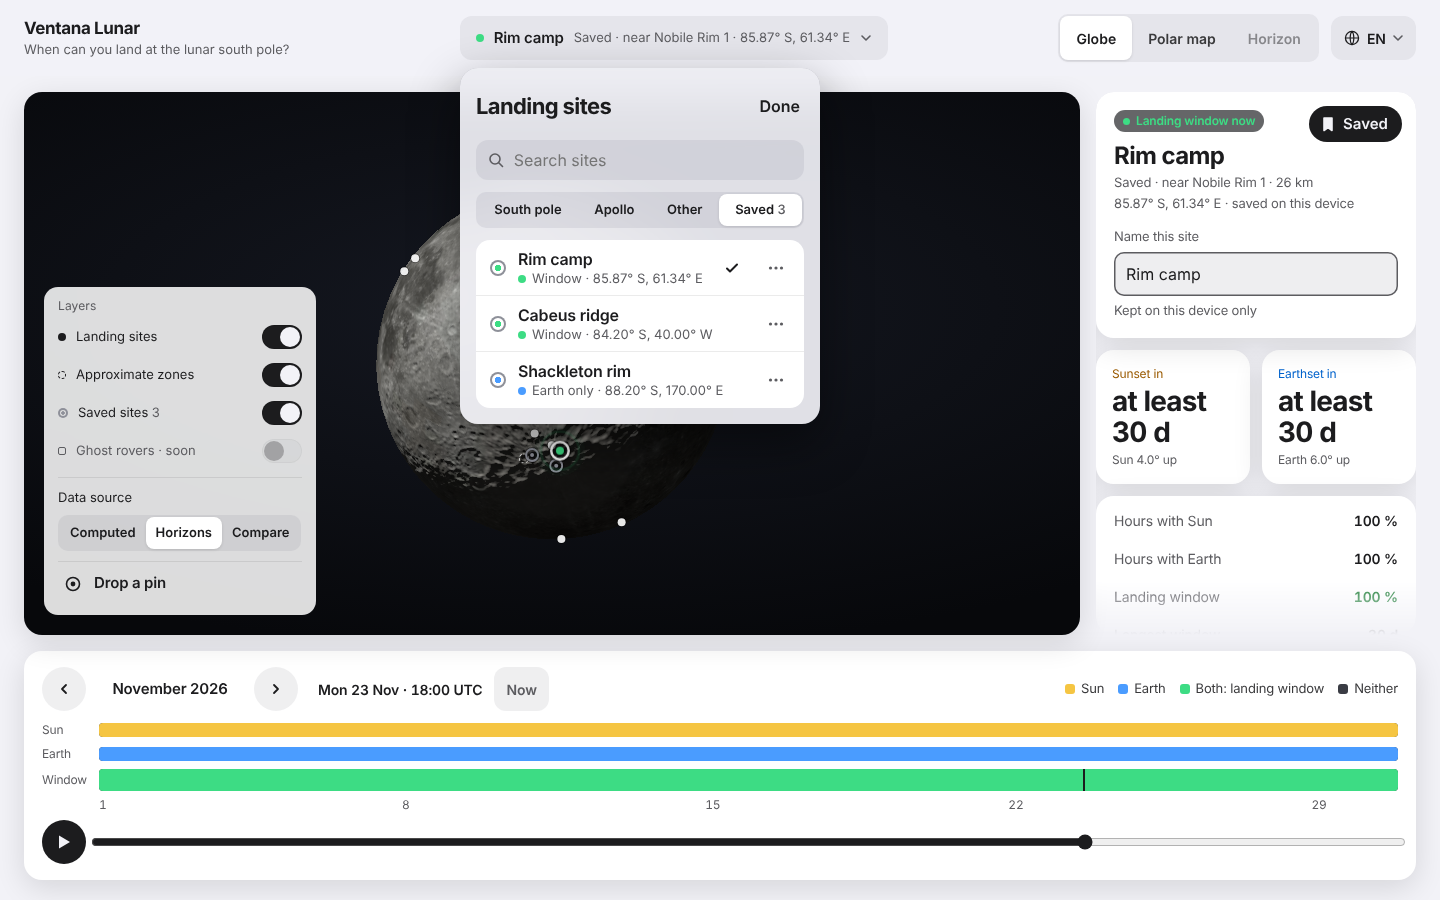 Ventana Lunar
When can you land at the lunar south pole?
Rim camp Saved · near Nobile Rim 1 · 85.87° S, 61.34° E
Globe Polar map Horizon
EN
Landing sites
Done
Search sites
South pole Apollo Other Saved 3
Rim camp
Window · 85.87° S, 61.34° E
Cabeus ridge
Window · 84.20° S, 40.00° W
Shackleton rim
Earth only · 88.20° S, 170.00° E
Layers
Landing sites
Approximate zones
Saved sites 3
Ghost rovers · soon
Data source
Computed Horizons Compare
Drop a pin
Landing window now
Saved
Rim camp
Saved · near Nobile Rim 1 · 26 km
85.87° S, 61.34° E · saved on this device
Name this site
Rim camp
Kept on this device only
Sunset in
at least
30 d
Sun 4.0° up
Earthset in
at least
30 d
Earth 6.0° up
Hours with Sun 100 %
Hours with Earth 100 %
Landing window 100 %
November 2026
Mon 23 Nov · 18:00 UTC
Now
Sun Earth Both: landing window Neither
Sun
Earth
Window
1 8 15 22 29